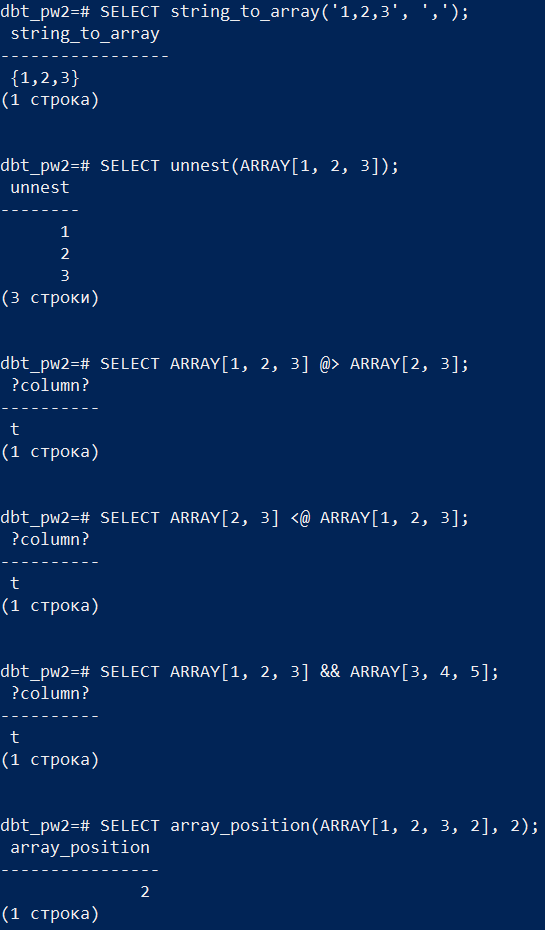 dbt_pw2=# SELECT string_to_array('1,2,3', ',');
string_to_array
-----------------
{1,2,3}
(1 строка)
dbt_pw2=# SELECT unnest(ARRAY[1, 2, 3]);
unnest
--------
1
2
3
(3 строки)
dbt_pw2=# SELECT ARRAY[1, 2, 3] @> ARRAY[2, 3];
?column?
----------
t
(1 строка)
dbt_pw2=# SELECT ARRAY[2, 3] <@ ARRAY[1, 2, 3];
?column?
----------
t
(1 строка)
dbt_pw2=# SELECT ARRAY[1, 2, 3] && ARRAY[3, 4, 5];
?column?
----------
t
(1 строка)
dbt_pw2=# SELECT array_position(ARRAY[1, 2, 3, 2], 2);
array_position
----------------
2
(1 строка)